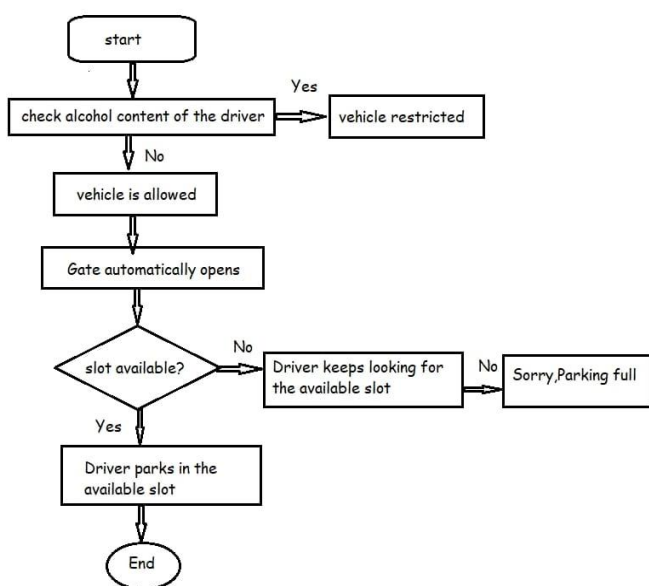 start
check alcohol content of the driver
Yes
vehicle restricted
No
vehicle is allowed
Gate automatically opens
slot available?
No
Driver keeps looking for
the available slot
No
Sorry,Parking full
Yes
Driver parks in the
available slot
End